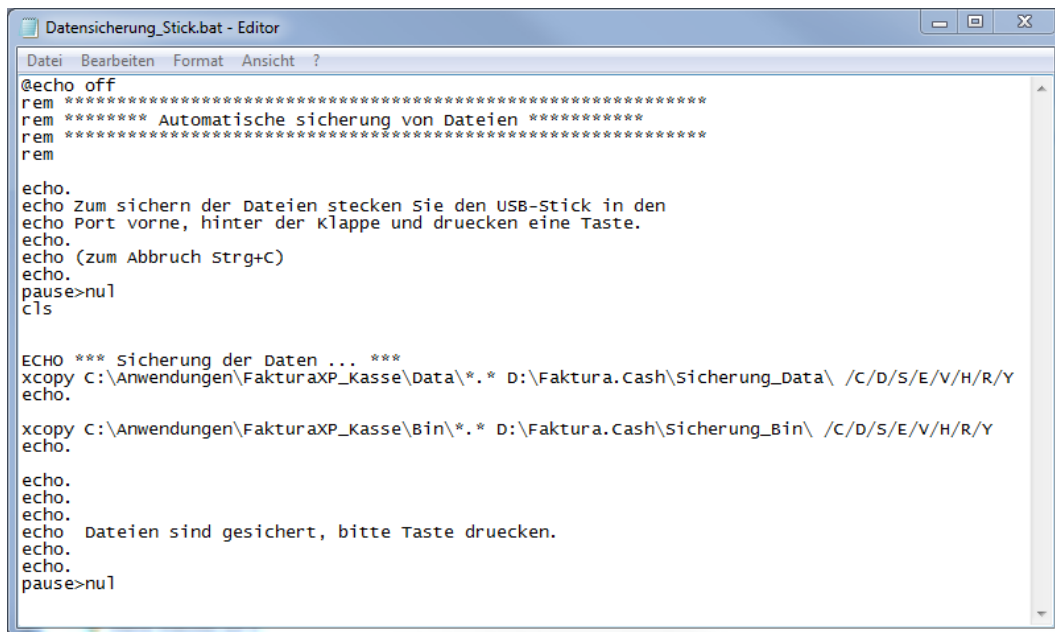 Datensicherung_Stick.bat - Editor
Datei Bearbeiten Format Ansicht ?
@echo off
rem *************************************************************
rem ******** Automatische sicherung von Dateien ***********
rem *************************************************************
rem
echo.
echo Zum sichern der Dateien stecken Sie den USB-Stick in den
echo Port vorne, hinter der Klappe und druecken eine Taste.
echo.
echo (zum Abbruch Strg+C)
echo.
pause>nul
cls
ECHO *** Sicherung der Daten ... ***
xcopy C:\Anwendungen\FakturaXP_Kasse\Data\*.* D:\Faktura.Cash\Sicherung_Data\ /C/D/S/E/V/H/R/Y
echo.
xcopy C:\Anwendungen\FakturaXP_Kasse\Bin\*.* D:\Faktura.Cash\Sicherung_Bin\ /C/D/S/E/V/H/R/Y
echo.
echo.
echo.
echo.
echo  Dateien sind gesichert, bitte Taste druecken.
echo.
echo.
pause>nul